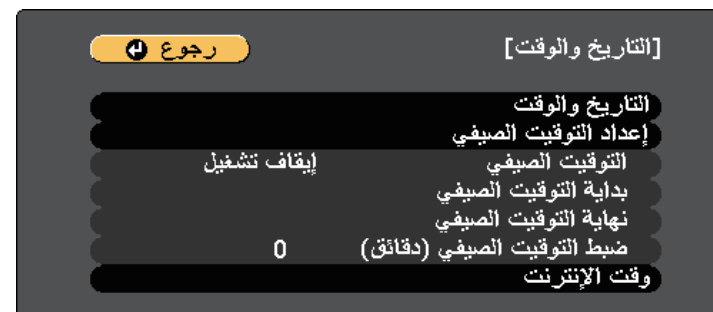 [التاريخ والوقت]
رجوع
التاريخ والوقت
إعداد التوقيت الصيفي
التوقيت الصيفي إيقاف تشغيل
بداية التوقيت الصيفي
نهاية التوقيت الصيفي
ضبط التوقيت الصيفي (دقائق) 0
وقت الإنترنت